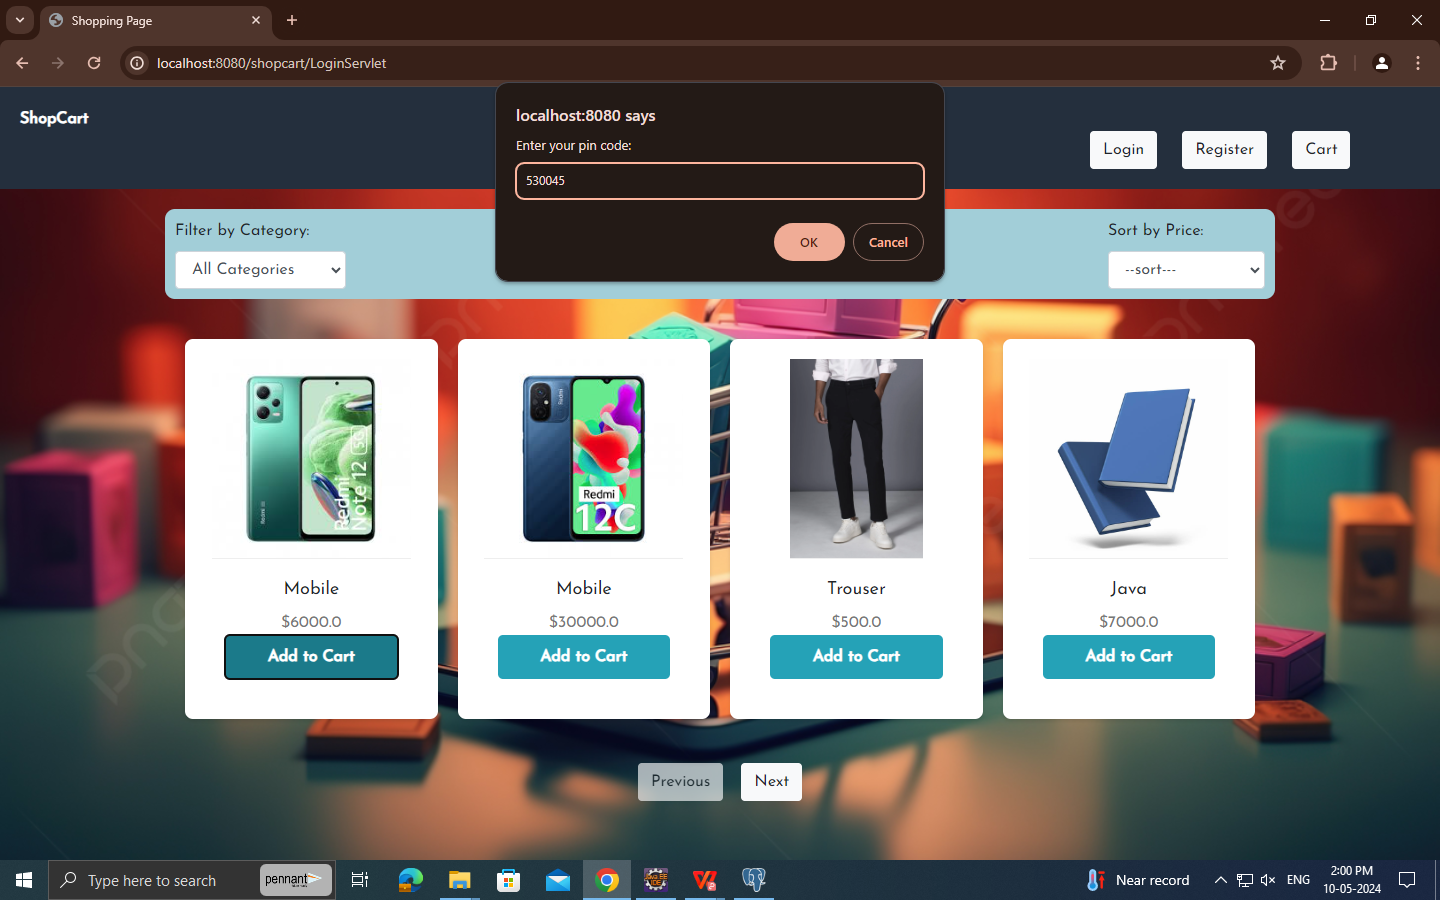 Shopping Page
localhost:8080/shopcart/LoginServlet
ShopCart
localhost:8080 says
Enter your pin code:
530045
OK
Cancel
Login
Register
Cart
Filter by Category:
All Categories
Sort by Price:
--sort---
Redmi
Note 12 5G
Redmi
12C
Mobile
$6000.0
Add to Cart
Mobile
$30000.0
Add to Cart
Trouser
$500.0
Add to Cart
Java
$7000.0
Add to Cart
Previous
Next
Type here to search
pennant
Near record
ENG
2:00 PM
10-05-2024